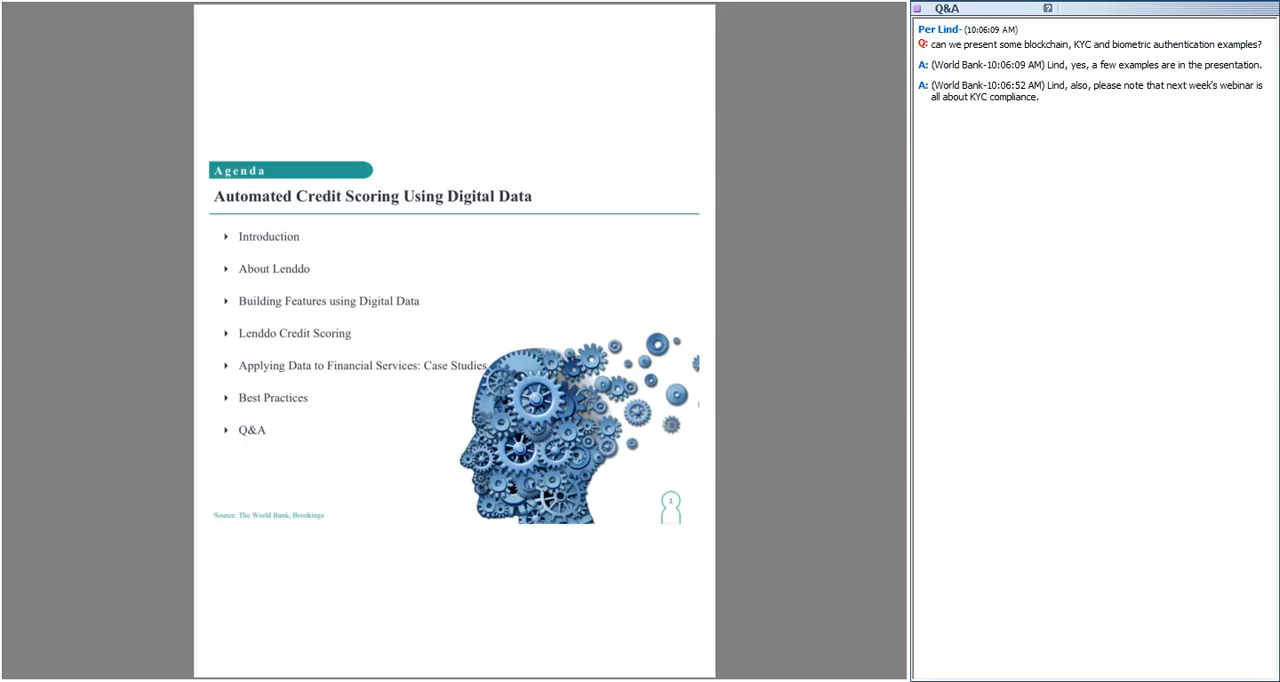 Agenda
Automated Credit Scoring Using Digital Data
Introduction
About Lenddo
Building Features using Digital Data
Lenddo Credit Scoring
Applying Data to Financial Services: Case Studies
Best Practices
Q&A
Source: The World Bank, Brookings
2
Q&A
Per Lind- (10:06:09 AM)
Q: can we present some blockchain, KYC and biometric authentication examples?
A: (World Bank-10:06:09 AM) Lind, yes, a few examples are in the presentation.
A: (World Bank-10:06:52 AM) Lind, also, please note that next week's webinar is
all about KYC compliance.